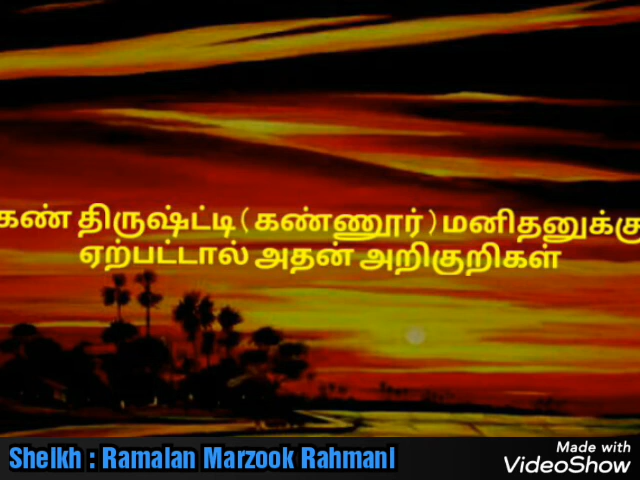 கண் திருஷ்ட்டி(கண்ணூர்)மனிதனுக்கு
ஏற்பட்டால் அதன் அறிகுறிகள்
Sheikh : Ramalan Marzook Rahmani
Made with
VideoShow